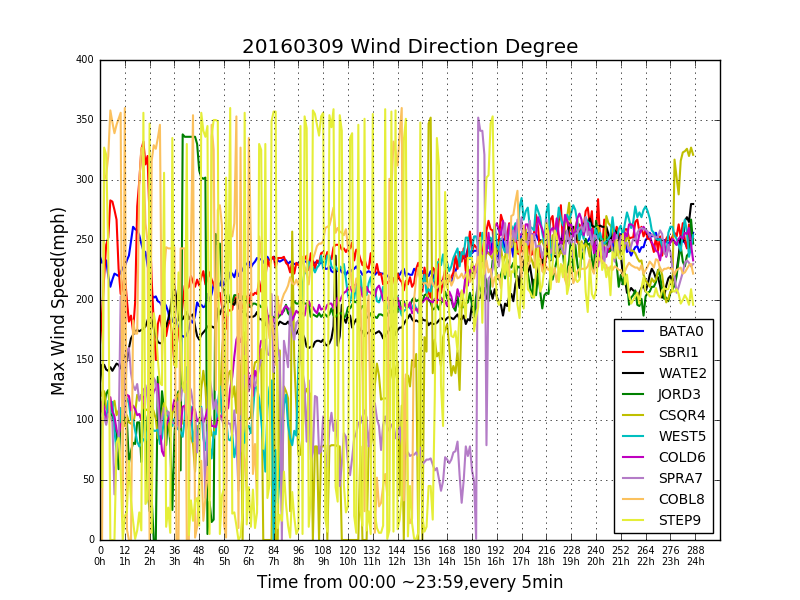 20160309 Wind Direction Degree
400
350
300
250
200
150
100
50
0
Max Wind Speed(mph)
BATA0
SBRI1
WATE2
JORD3
CSQR4
WEST5
COLD6
SPRA7
COBL8
STEP9
0 12 24 36 48 60 72 84 96 108 120 132 144 156 168 180 192 204 216 228 240 252 264 276 288
0h 1h 2h 3h 4h 5h 6h 7h 8h 9h 10h 11h 12h 13h 14h 15h 16h 17h 18h 19h 20h 21h 22h 23h 24h
Time from 00:00 ~23:59,every 5min